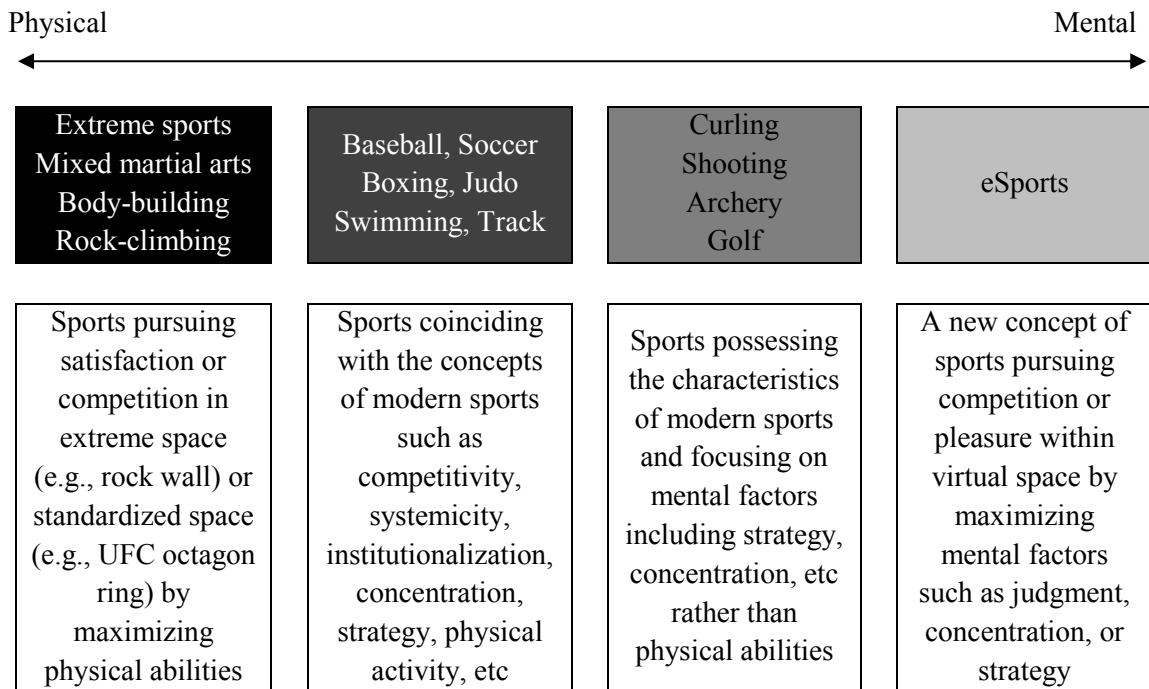 Physical
Mental
Extreme sports
Mixed martial arts
Body-building
Rock-climbing
Baseball, Soccer
Boxing, Judo
Swimming, Track
Curling
Shooting
Archery
Golf
eSports
Sports pursuing
satisfaction or
competition in
extreme space
(e.g., rock wall) or
standardized space
(e.g., UFC octagon
ring) by
maximizing
physical abilities
Sports coinciding
with the concepts
of modern sports
such as
competitivity,
systemicity,
institutionalization,
concentration,
strategy, physical
activity, etc
Sports possessing
the characteristics
of modern sports
and focusing on
mental factors
including strategy,
concentration, etc
rather than
physical abilities
A new concept of
sports pursuing
competition or
pleasure within
virtual space by
maximizing
mental factors
such as judgment,
concentration, or
strategy